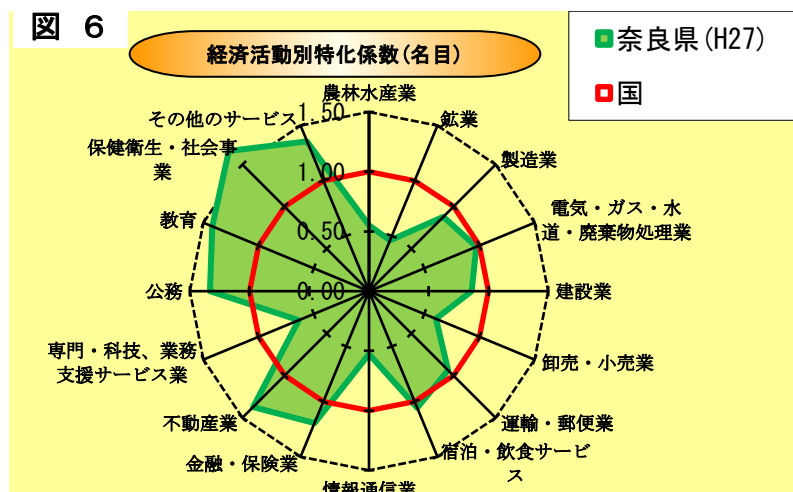 図 6
経済活動別特化係数(名目)
奈良県(H27)
国
農林水産業
鉱業
製造業
電気・ガス・水
道・廃棄物処理業
建設業
卸売・小売業
運輸・郵便業
宿泊・飲食サービ
ス
情報通信業
金融・保険業
不動産業
専門・科技、業務
支援サービス業
公務
教育
保健衛生・社会事
業
その他のサービス
1.50
1.00
0.50
0.00